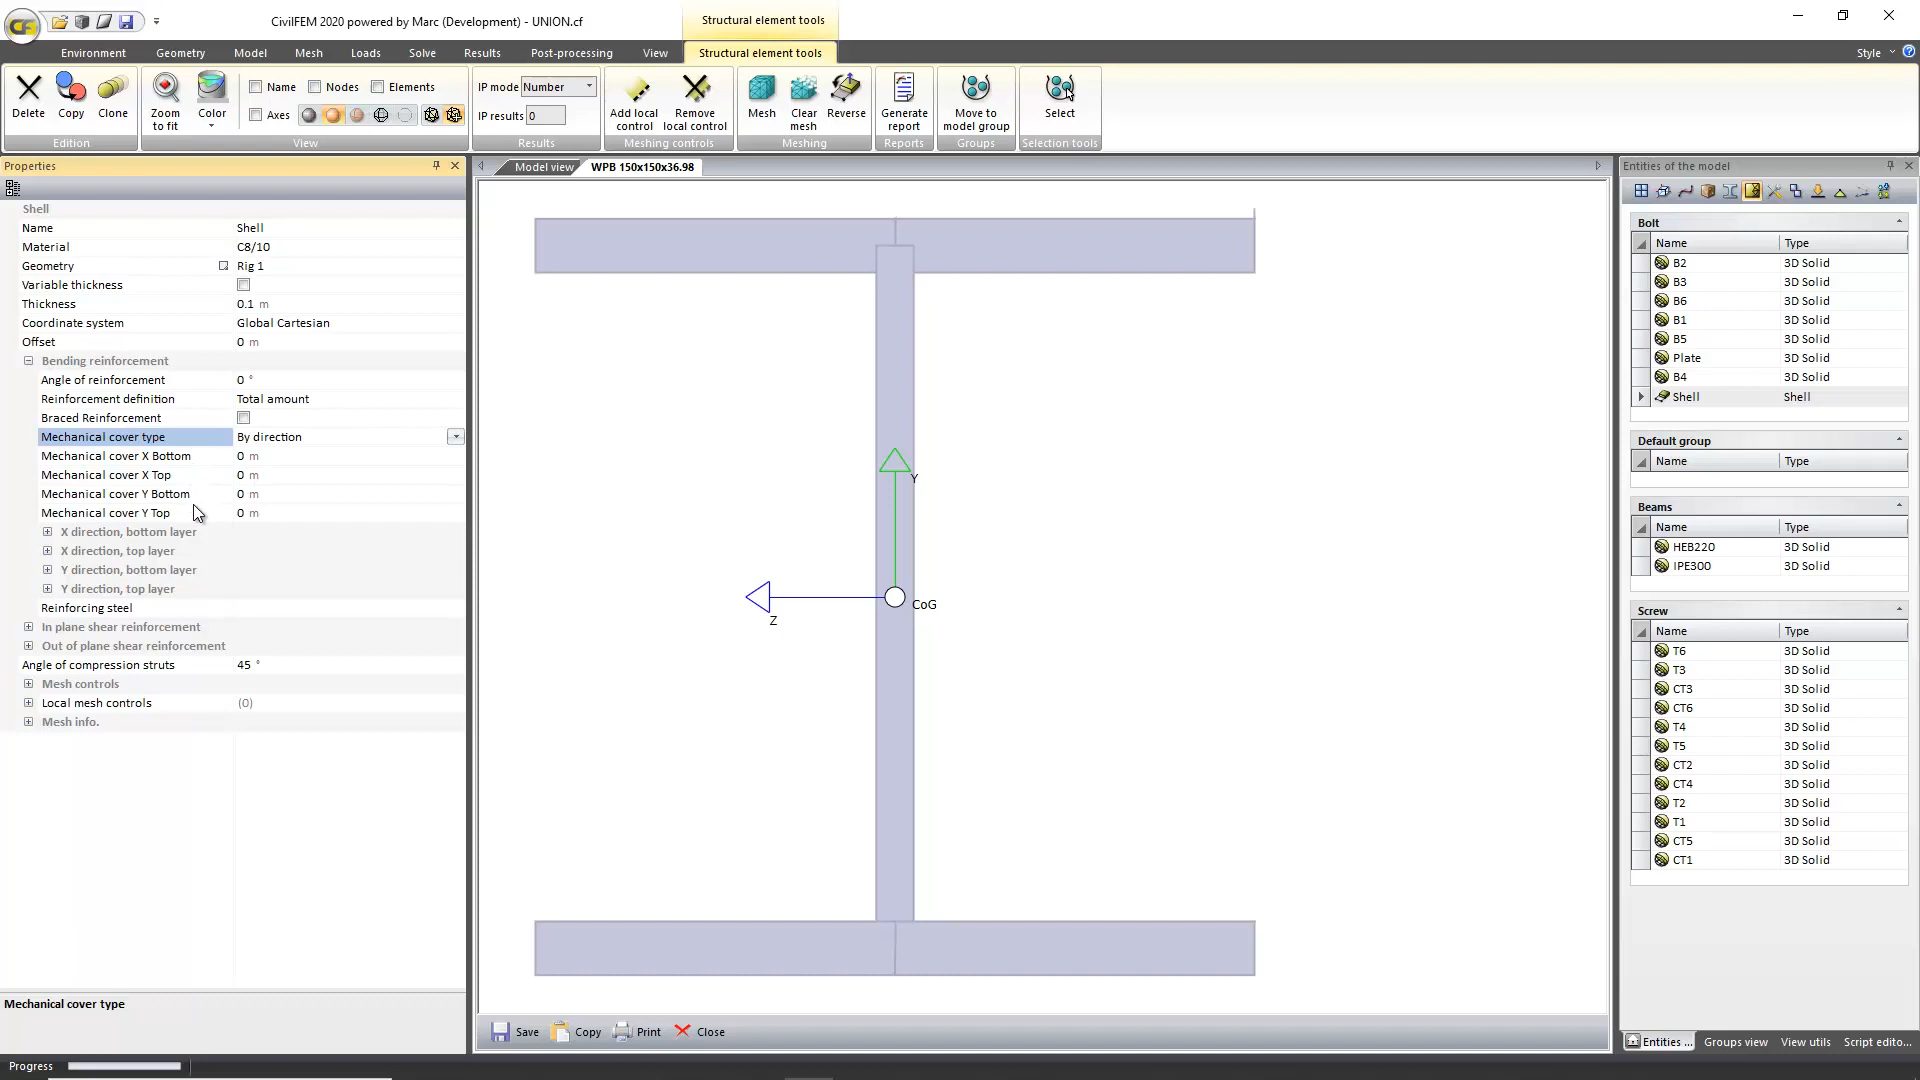 CivilFEM 2020 powered by Marc (Development) - UNION.cf
Structural element tools
Environment Geometry Model Mesh Loads Solve Results Post-processing View Structural element tools
Style
Delete Copy Clone
Edition
Zoom to fit
Color
Name Nodes Elements
Axes
View
IP mode Number
IP results 0
Results
Add local control
Remove local control
Meshing controls
Mesh
Clear mesh
Reverse
Meshing
Generate report
Reports
Move to model group
Groups
Select
Selection tools
Properties
Shell
Name Shell
Material C8/10
Geometry Rig 1
Variable thickness
Thickness 0.1 m
Coordinate system Global Cartesian
Offset 0 m
Bending reinforcement
Angle of reinforcement 0 °
Reinforcement definition Total amount
Braced Reinforcement
Mechanical cover type By direction
Mechanical cover X Bottom 0 m
Mechanical cover X Top 0 m
Mechanical cover Y Bottom 0 m
Mechanical cover Y Top 0 m
X direction, bottom layer
X direction, top layer
Y direction, bottom layer
Y direction, top layer
Reinforcing steel
In plane shear reinforcement
Out of plane shear reinforcement
Angle of compression struts 45 °
Mesh controls
Local mesh controls (0)
Mesh info.
Mechanical cover type
Progress
Model view WPB 150x150x36.98
Y
Z
CoG
Save Copy Print Close
Entities of the model
Bolt
Name Type
B2 3D Solid
B3 3D Solid
B6 3D Solid
B1 3D Solid
B5 3D Solid
Plate 3D Solid
B4 3D Solid
Shell Shell
Default group
Name Type
Beams
Name Type
HEB220 3D Solid
IPE300 3D Solid
Screw
Name Type
T6 3D Solid
T3 3D Solid
CT3 3D Solid
CT6 3D Solid
T4 3D Solid
T5 3D Solid
CT2 3D Solid
CT4 3D Solid
T2 3D Solid
T1 3D Solid
CT5 3D Solid
CT1 3D Solid
Entities ... Groups view View utils Script edito...